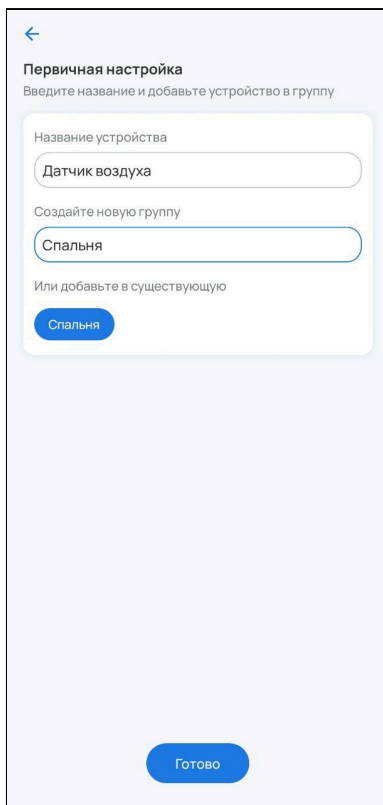 Первичная настройка
Введите название и добавьте устройство в группу
Название устройства
Датчик воздуха
Создайте новую группу
Спальня
Или добавьте в существующую
Спальня
Готово